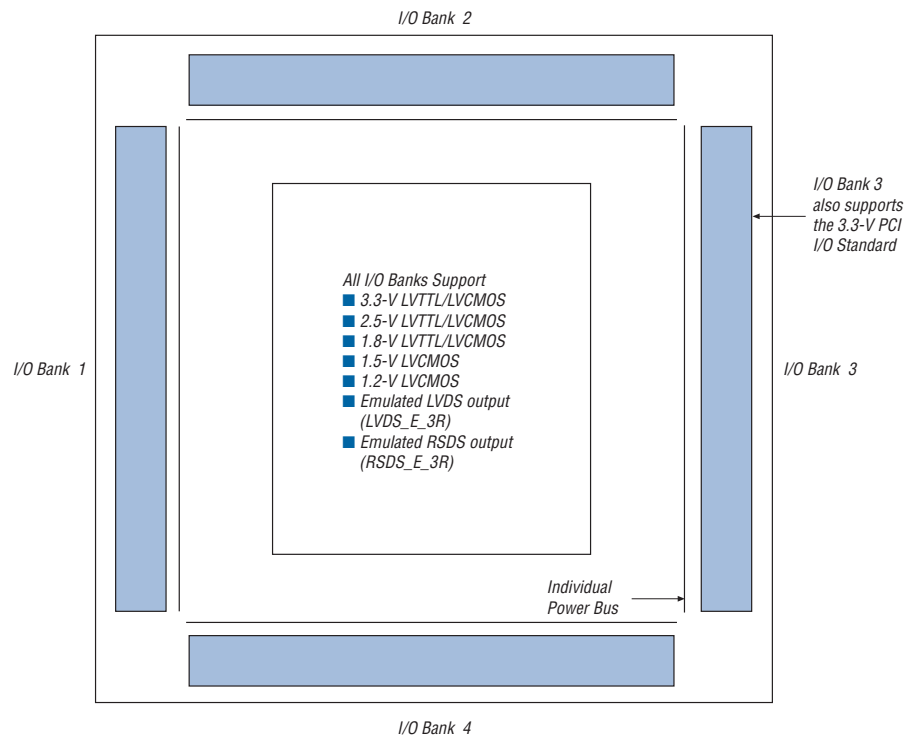 I/O Bank 2
I/O Bank 3
also supports
the 3.3-V PCI
I/O Standard
All I/O Banks Support
■ 3.3-V LVTTL/LVCMOS
■ 2.5-V LVTTL/LVCMOS
■ 1.8-V LVTTL/LVCMOS
■ 1.5-V LVCMOS
■ 1.2-V LVCMOS
■ Emulated LVDS output
(LVDS_E_3R)
■ Emulated RSDS output
(RSDS_E_3R)
I/O Bank 1
I/O Bank 3
Individual
Power Bus
I/O Bank 4